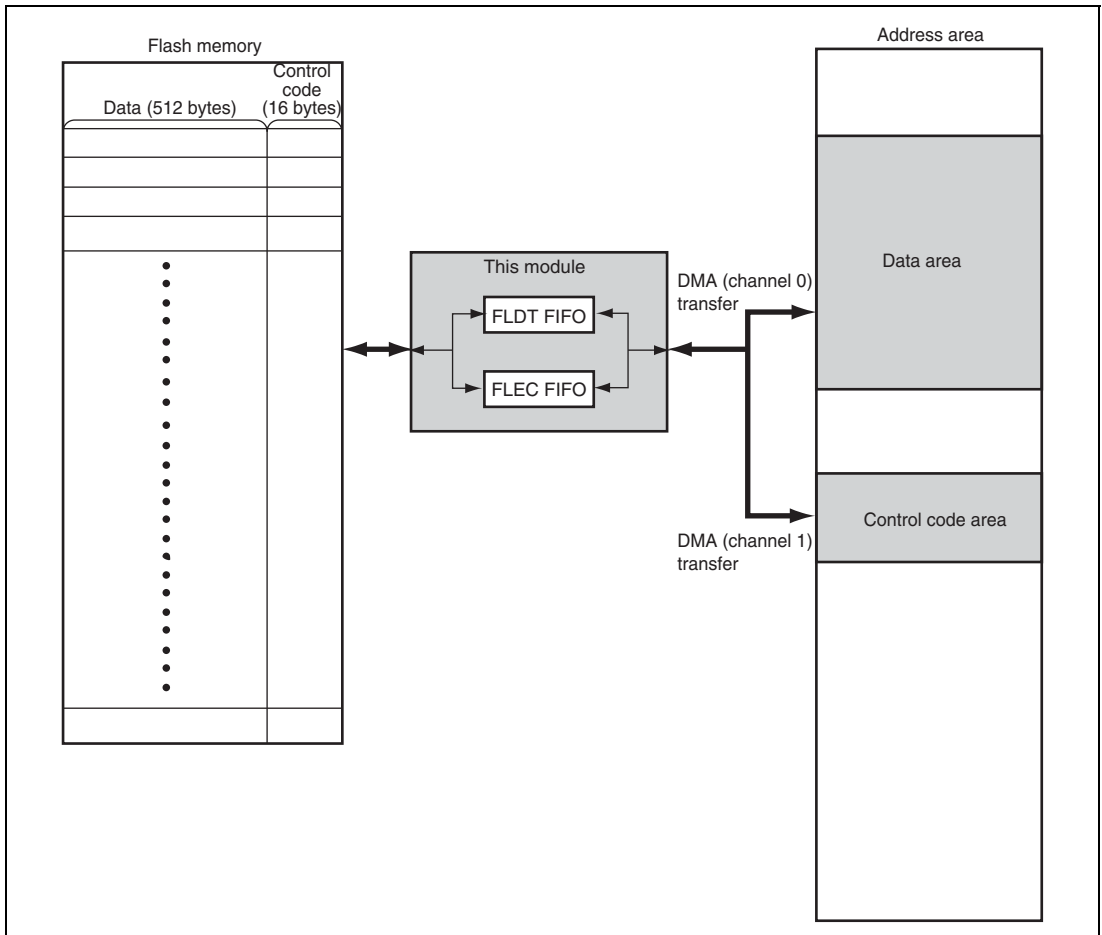 Flash memory
Control
code
Data (512 bytes)
(16 bytes)
This module
FLDT FIFO
FLEC FIFO
DMA (channel 0)
transfer
DMA (channel 1)
transfer
Address area
Data area
Control code area